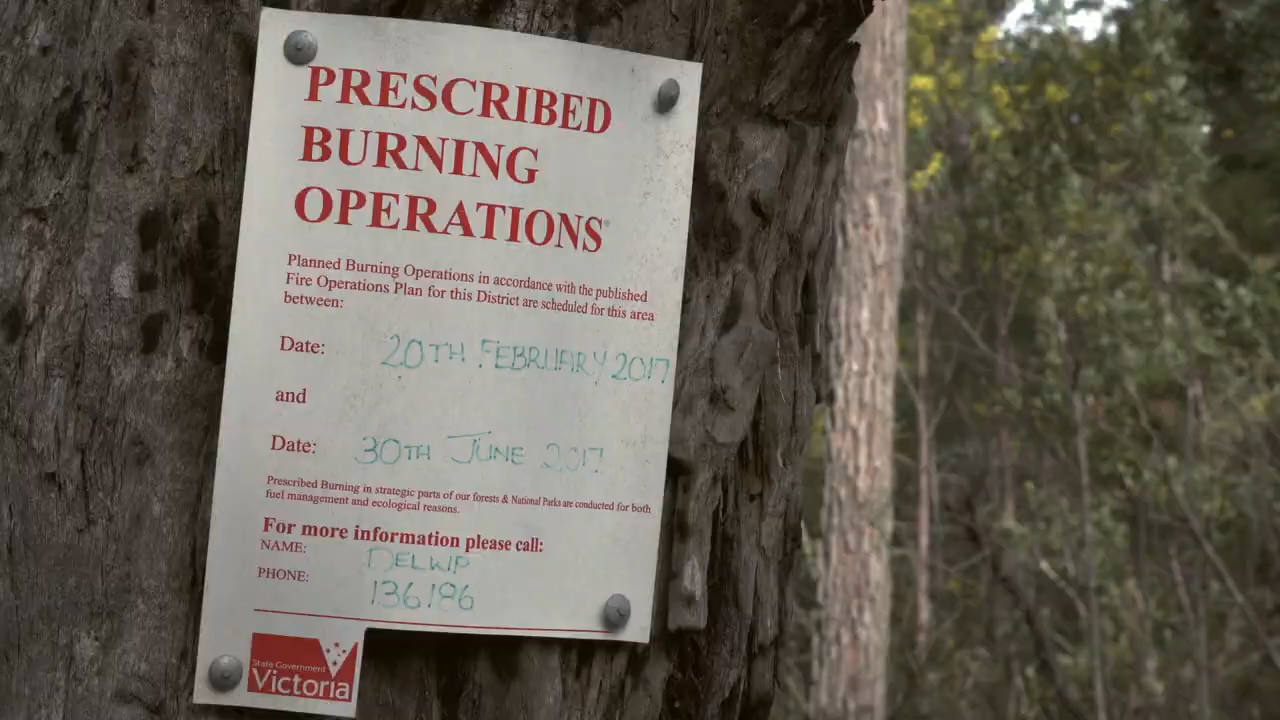 PRESCRIBED
BURNING
OPERATIONS
Planned Burning Operations in accordance with the published
Fire Operations Plan for this District are scheduled for this area
between:
Date: 20TH FEBRUARY 2017
and
Date: 30TH JUNE 2017
Prescribed Burning in strategic parts of our forests & National Parks are conducted for both
fuel management and ecological reasons.
For more information please call:
NAME: DELWP
PHONE: 136186
State Government
Victoria